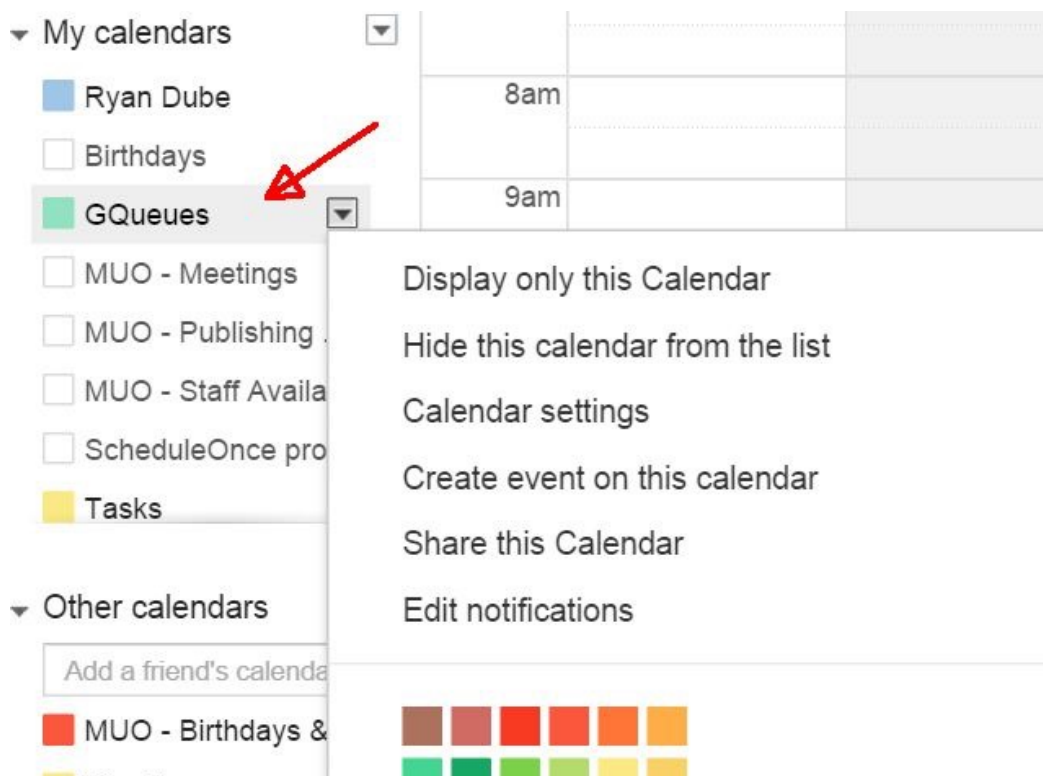 My calendars
Ryan Dube
Birthdays
GQueues
MUO - Meetings
MUO - Publishing .
MUO - Staff Availa
ScheduleOnce pro
Tasks
Other calendars
Add a friend's calenda
MUO - Birthdays &
8am
9am
Display only this Calendar
Hide this calendar from the list
Calendar settings
Create event on this calendar
Share this Calendar
Edit notifications